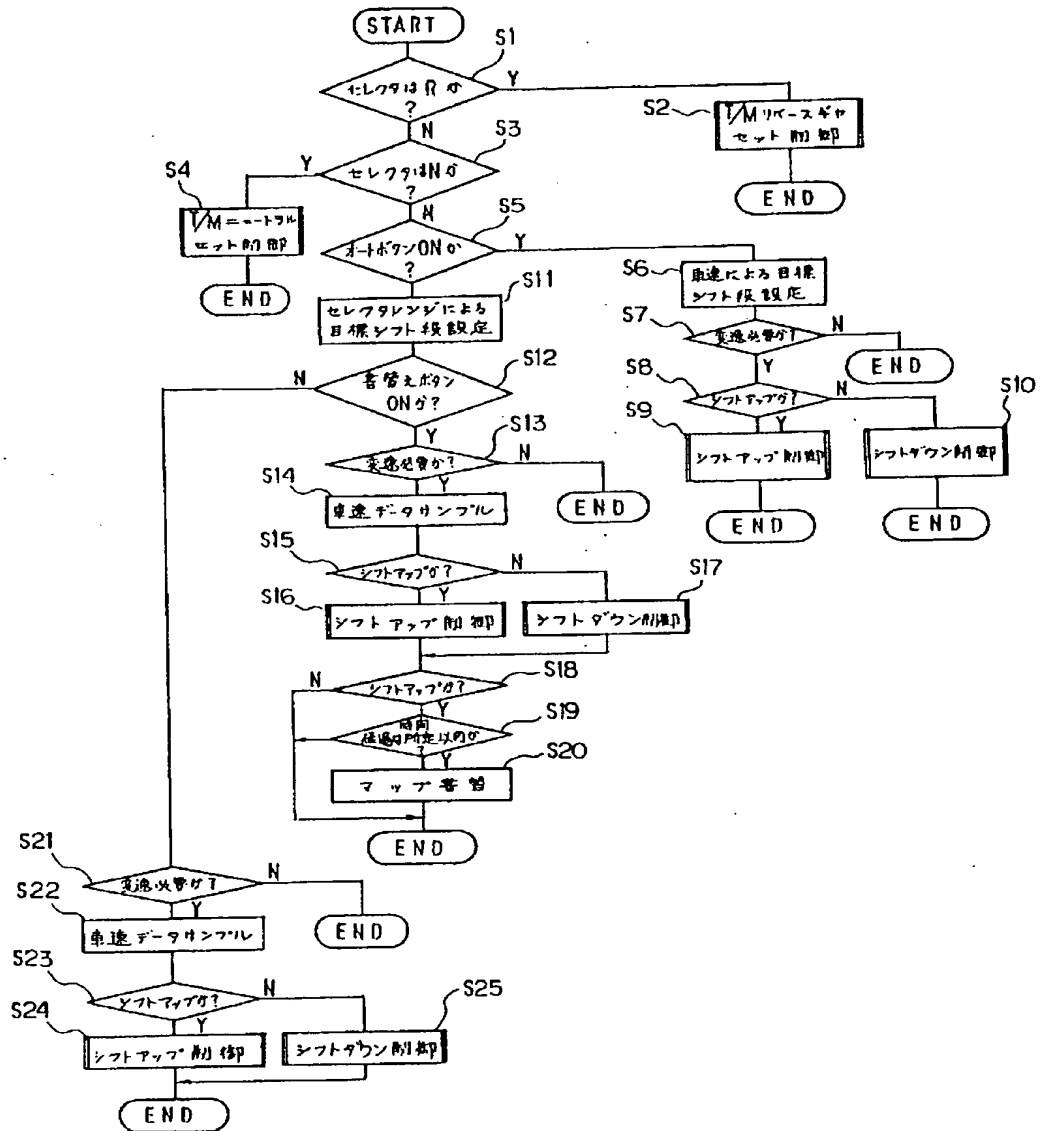 START
S1
セレクタは R か
?
Y
N
S2
T/M リバースギヤ
セット制御
END
S3
セレクタはNか
?
Y
N
S4
T/Mニュートラル
セット制御
END
S5
オートボタンONか
?
Y
S6
車速による目標
シフト段設定
S11
セレクタレンジによる
目標シフト段設定
S7
変速必要か?
N
Y
END
S12
書替えボタン
ONか?
N
Y
S8
シフトアップか?
N
Y
S9
シフトアップ制御
END
S10
シフトダウン制御
END
S13
変速必要か?
N
Y
END
S14
車速データサンプル
S15
シフトアップか?
N
Y
S16
シフトアップ制御
S17
シフトダウン制御
S18
シフトアップか?
N
Y
S19
時間
経過は所定以内か
?
Y
S20
マップ書替
END
S21
変速必要か?
N
Y
END
S22
車速データサンプル
S23
シフトアップか?
N
Y
S24
シフトアップ制御
S25
シフトダウン制御
END